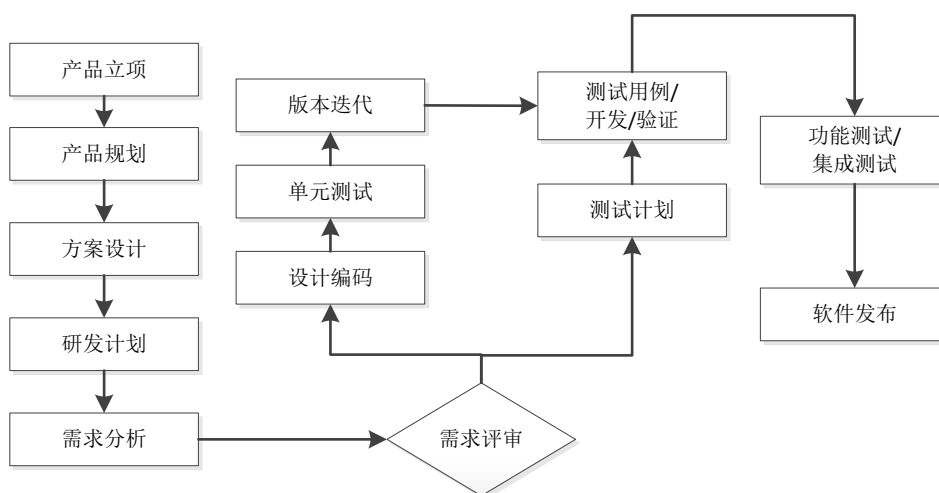 产品立项
产品规划
方案设计
研发计划
需求分析
需求评审
设计编码
单元测试
版本迭代
测试计划
测试用例/
开发/验证
功能测试/
集成测试
软件发布